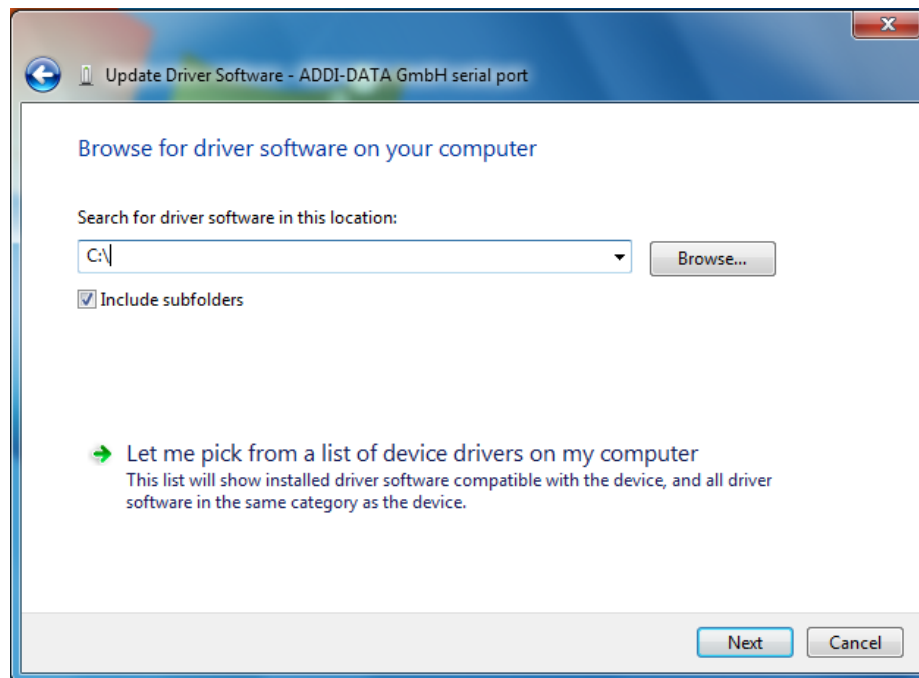 Update Driver Software - ADDI-DATA GmbH serial port
Browse for driver software on your computer
Search for driver software in this location:
C:\
Browse...
Include subfolders
Let me pick from a list of device drivers on my computer
This list will show installed driver software compatible with the device, and all driver
software in the same category as the device.
Next
Cancel